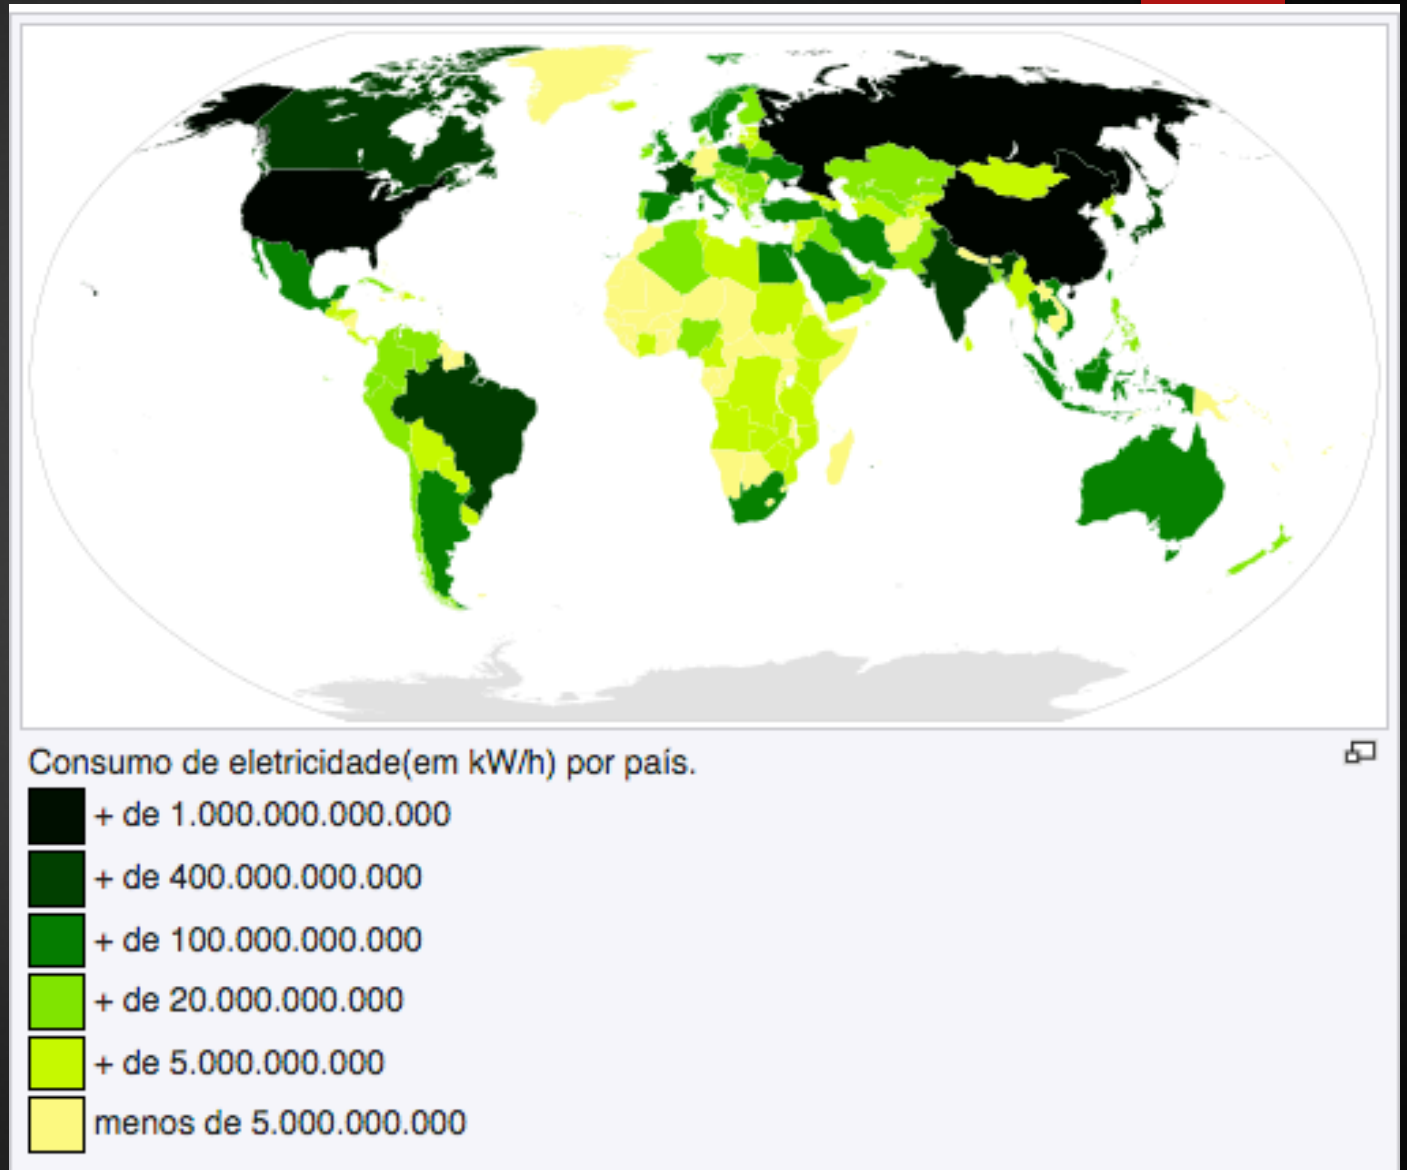 Consumo de eletricidade(em kW/h) por país.
+ de 1.000.000.000.000
+ de 400.000.000.000
+ de 100.000.000.000
+ de 20.000.000.000
+ de 5.000.000.000
menos de 5.000.000.000